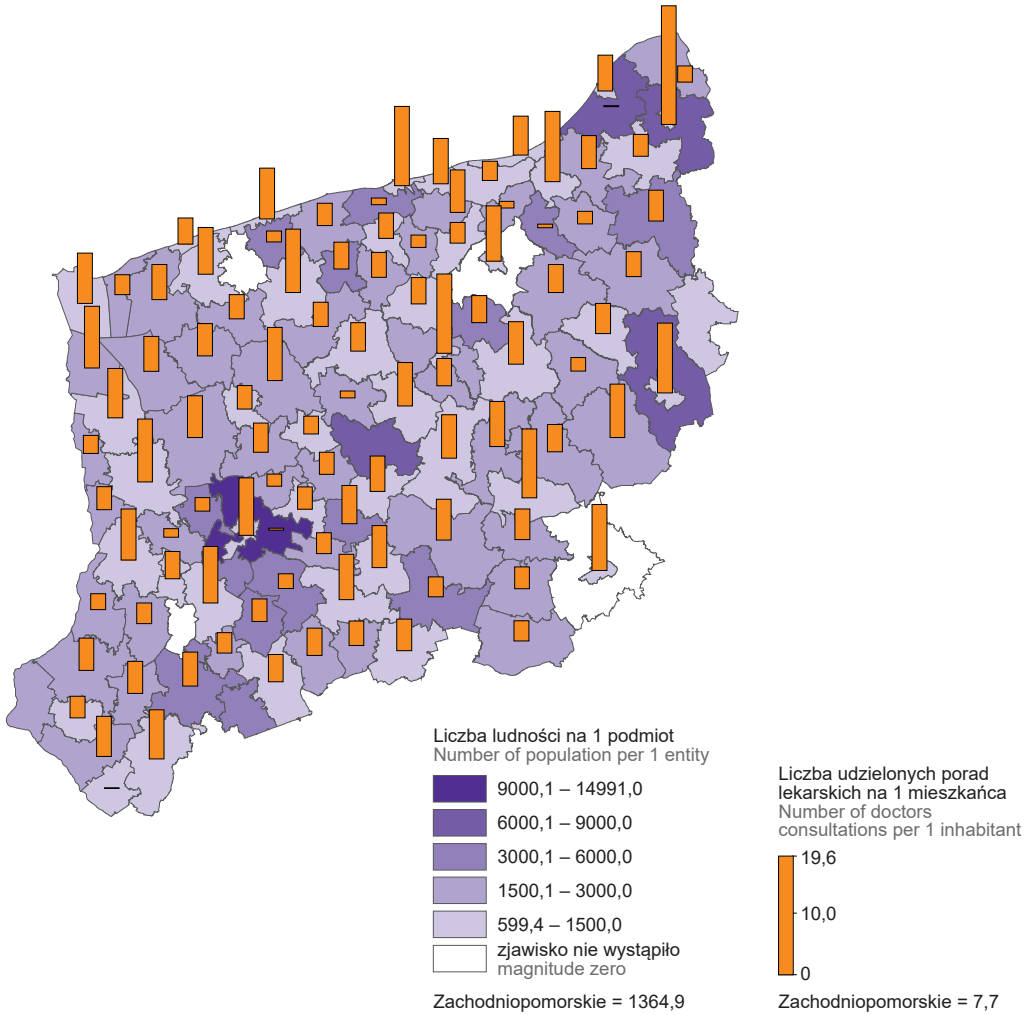 Liczba ludności na 1 podmiot
Number of population per 1 entity
9000,1 – 14991,0
6000,1 – 9000,0
3000,1 – 6000,0
1500,1 – 3000,0
599,4 – 1500,0
zjawisko nie wystąpiło
magnitude zero
Zachodniopomorskie = 1364,9
Liczba udzielonych porad
lekarskich na 1 mieszkańca
Number of doctors
consultations per 1 inhabitant
19,6
10,0
0
Zachodniopomorskie = 7,7